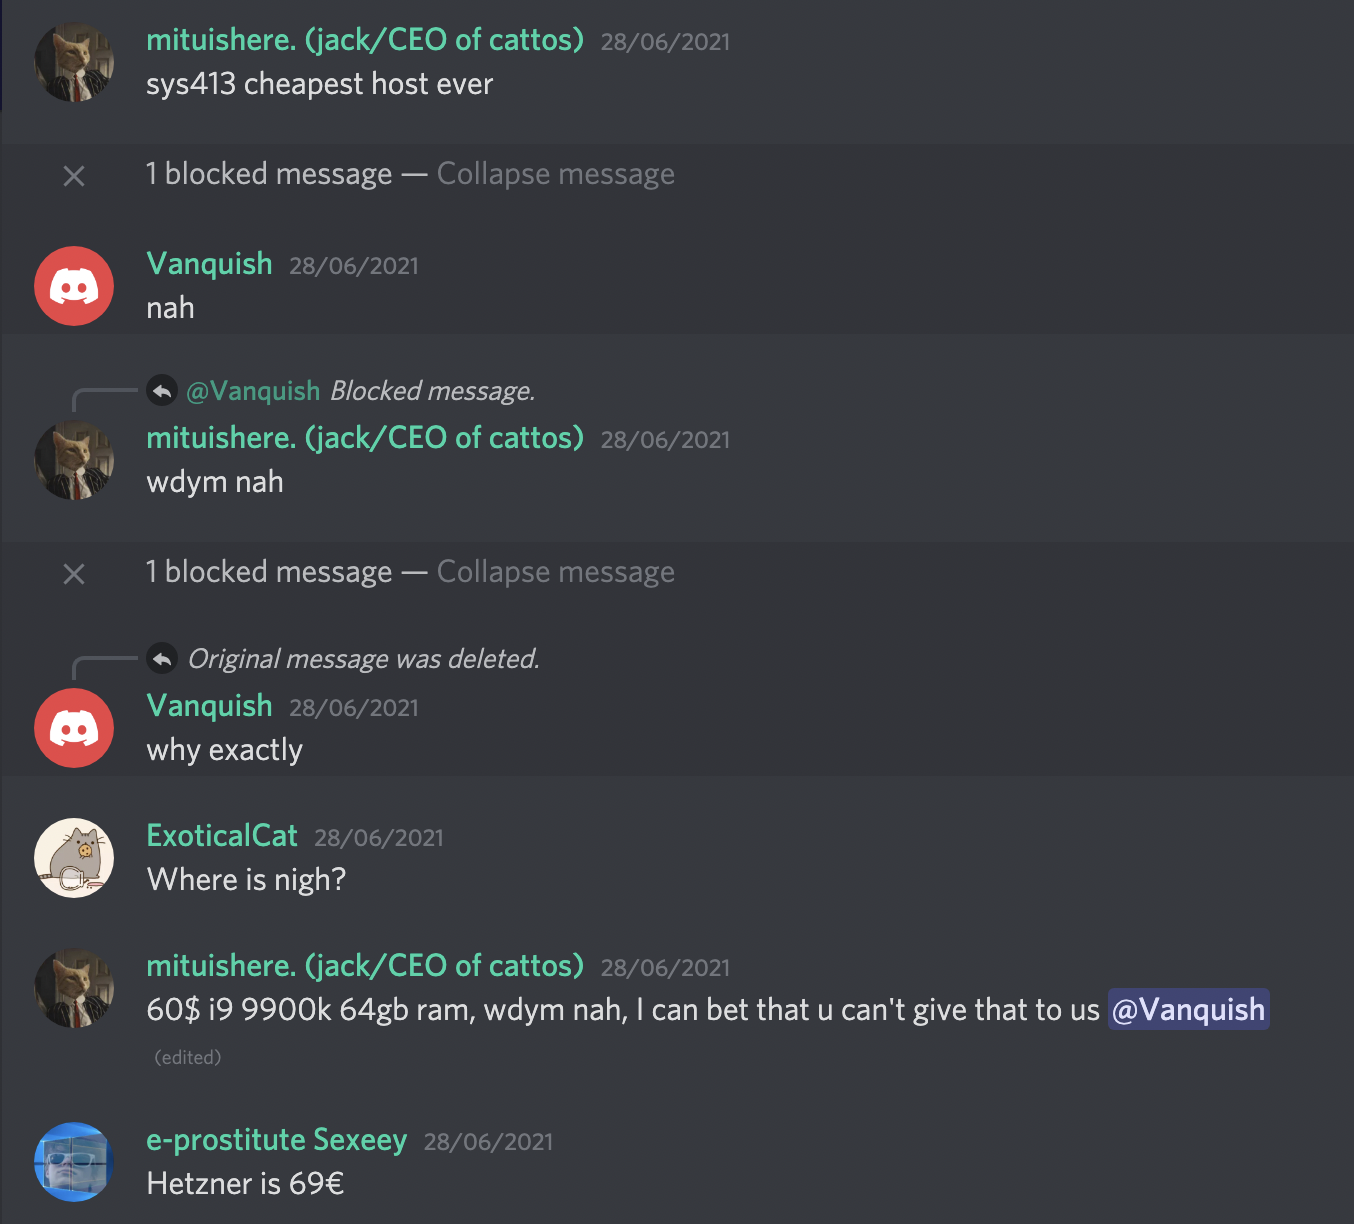 mituishere. (jack/CEO of cattos) 28/06/2021
sys413 cheapest host ever
1 blocked message — Collapse message
Vanquish 28/06/2021
nah
@Vanquish Blocked message.
mituishere. (jack/CEO of cattos) 28/06/2021
wdym nah
1 blocked message — Collapse message
Original message was deleted.
Vanquish 28/06/2021
why exactly
ExoticalCat 28/06/2021
Where is nigh?
mituishere. (jack/CEO of cattos) 28/06/2021
60$ i9 9900k 64gb ram, wdym nah, I can bet that u can't give that to us @Vanquish
(edited)
e-prostitute Sexeey 28/06/2021
Hetzner is 69€